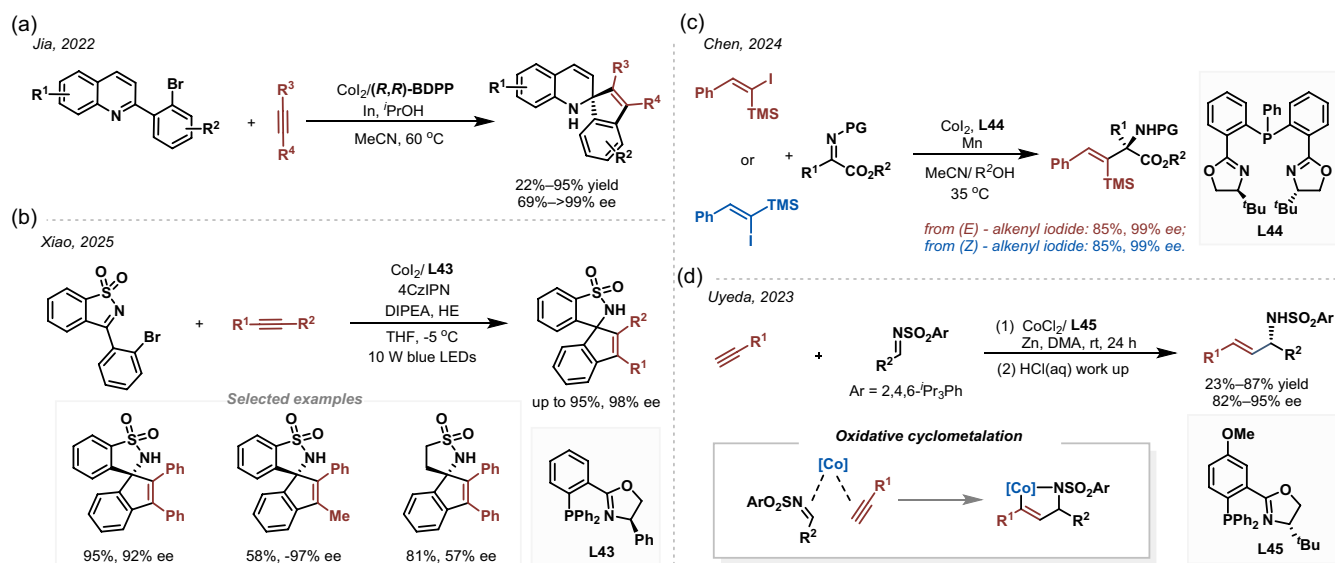 (a)
Jia, 2022
R¹
N
Br
R²
+
R³
R⁴
CoI₂/(R,R)-BDPP
In, ⁱPrOH
MeCN, 60 °C
R¹
N
H
R³
R⁴
R²
22%–95% yield
69%–>99% ee
(b)
Xiao, 2025
O
O
S
N
Br
+
R¹
R²
CoI₂/ L43
4CzIPN
DIPEA, HE
THF, -5 °C
10 W blue LEDs
O
O
S
NH
R²
R¹
up to 95%, 98% ee
Selected examples
O
O
S
NH
Ph
Ph
95%, 92% ee
O
O
S
NH
Ph
Me
58%, -97% ee
O
O
S
NH
Ph
Ph
81%, 57% ee
O
PPh₂
N
Ph
L43
(c)
Chen, 2024
Ph
I
TMS
or
Ph
TMS
I
+
N
PG
R¹
CO₂R²
CoI₂, L44
Mn
MeCN/ R²OH
35 °C
R¹
NHPG
Ph
CO₂R²
TMS
from (E) - alkenyl iodide: 85%, 99% ee;
from (Z) - alkenyl iodide: 85%, 99% ee.
Ph
P
O
N
N
O
ᵗBu
ᵗBu
L44
(d)
Uyeda, 2023
R¹
+
NSO₂Ar
R²
Ar = 2,4,6-ⁱPr₃Ph
(1) CoCl₂/ L45
Zn, DMA, rt, 24 h
(2) HCl(aq) work up
NHSO₂Ar
R¹
R²
23%–87% yield
82%–95% ee
Oxidative cyclometalation
[Co]
ArO₂SN
R²
R¹
[Co]
NSO₂Ar
R¹
R²
OMe
O
PPh₂
N
ᵗBu
L45